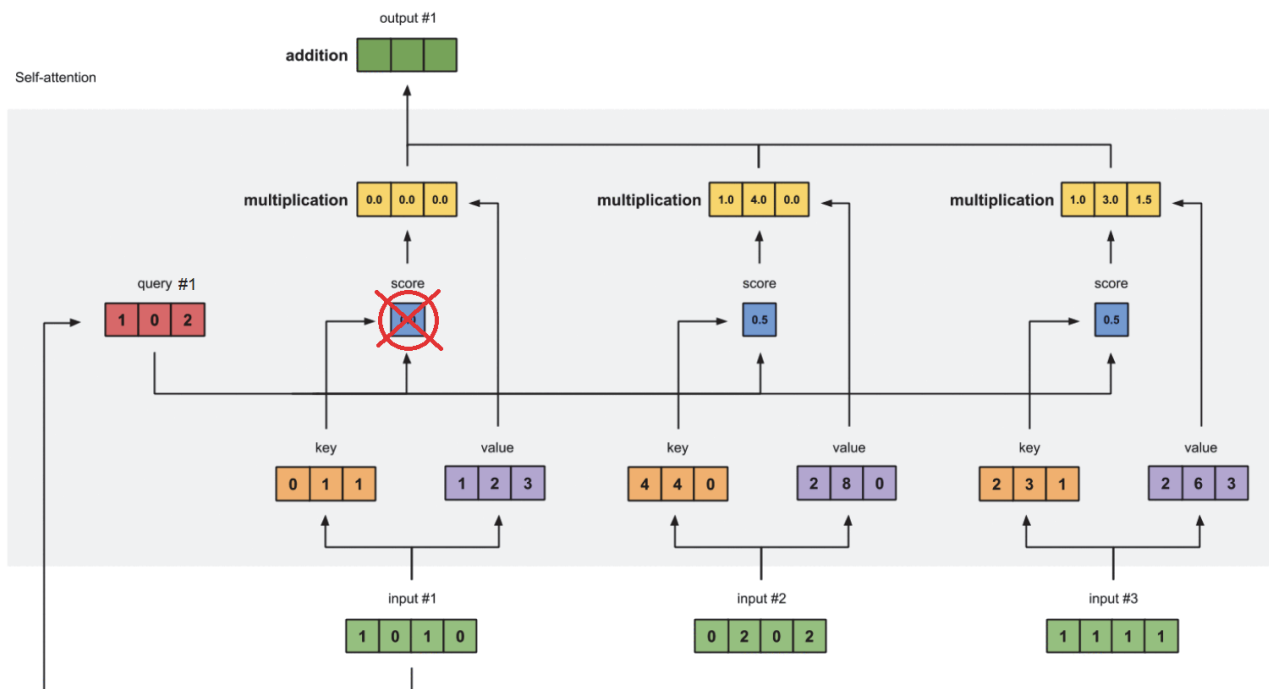 output #1
addition
Self-attention
multiplication 0.0 0.0 0.0
multiplication 1.0 4.0 0.0
multiplication 1.0 3.0 1.5
query #1
score
score
score
1 0 2
0.5
0.5
key
value
key
value
key
value
0 1 1
1 2 3
4 4 0
2 8 0
2 3 1
2 6 3
input #1
input #2
input #3
1 0 1 0
0 2 0 2
1 1 1 1